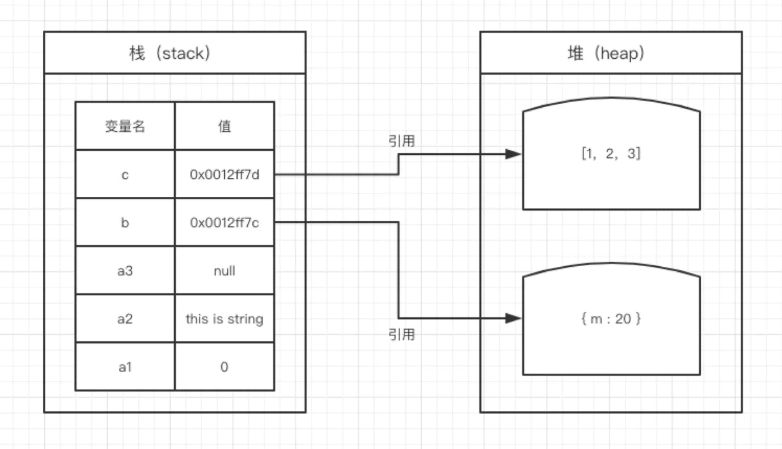 栈（stack）
变量名 值
c 0x0012ff7d
b 0x0012ff7c
a3 null
a2 this is string
a1 0
引用
引用
堆（heap）
[1，2，3]
{ m : 20 }